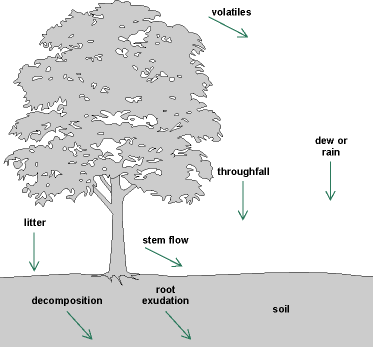 volatiles
dew or
rain
throughfall
litter
stem flow
decomposition
root
exudation
soil